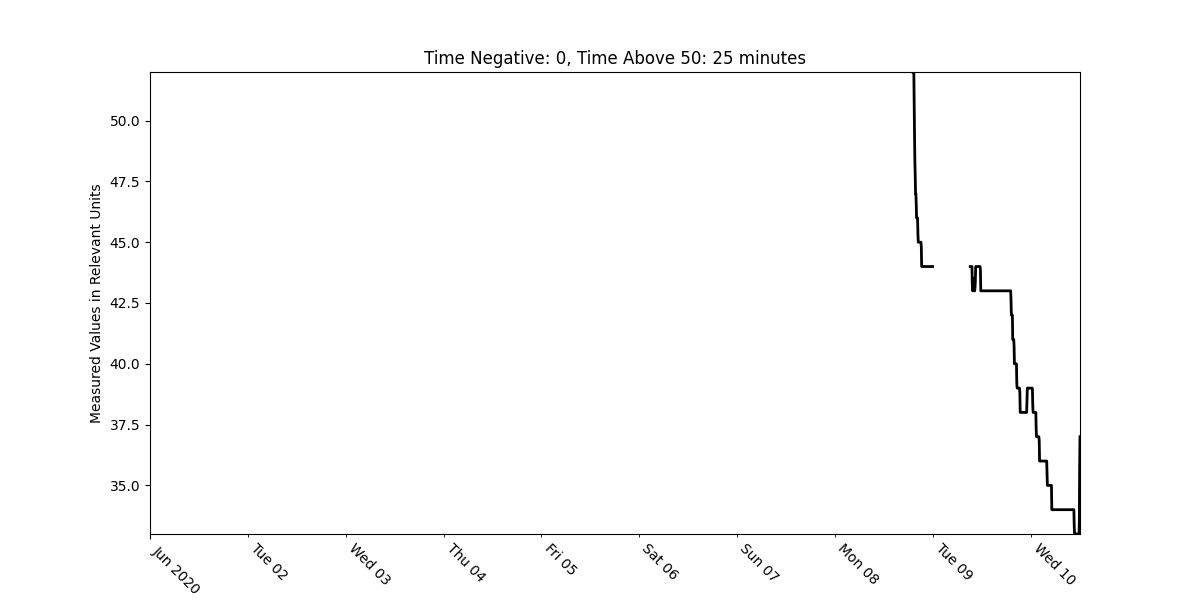 Time Negative: 0, Time Above 50: 25 minutes
Measured Values in Relevant Units
50.0
47.5
45.0
42.5
40.0
37.5
35.0
Jun 2020
Tue 02
Wed 03
Thu 04
Fri 05
Sat 06
Sun 07
Mon 08
Tue 09
Wed 10